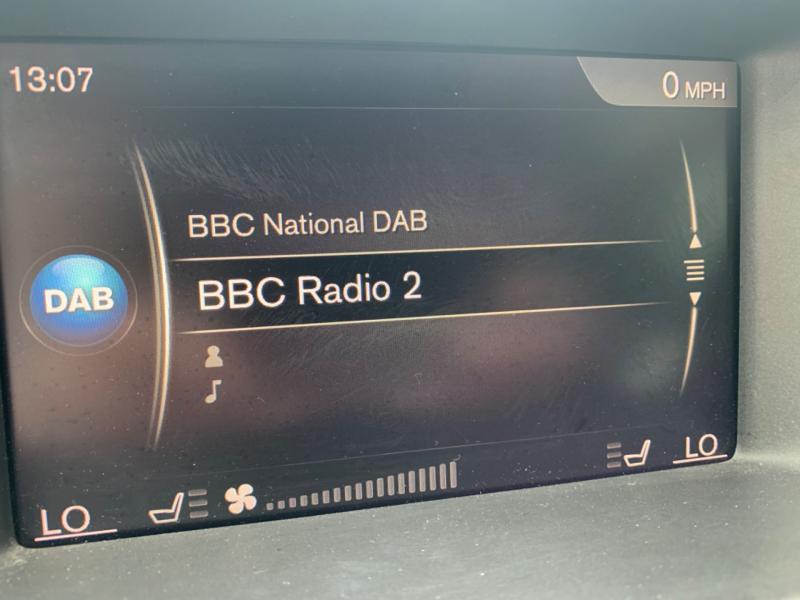 13:07
0 MPH
BBC National DAB
DAB
BBC Radio 2
LO
LO